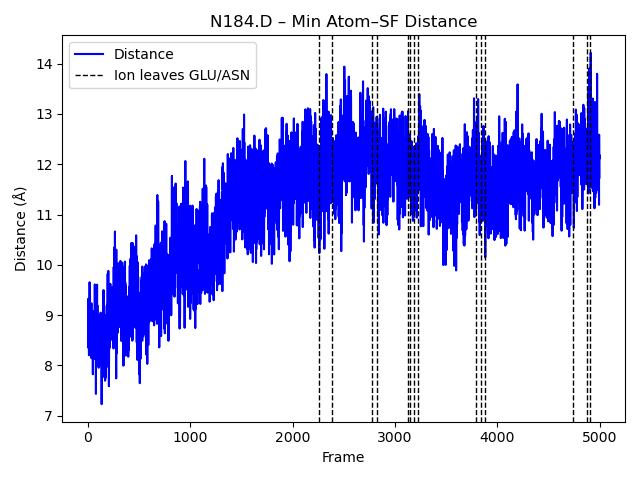 N184.D – Min Atom–SF Distance
Distance
Ion leaves GLU/ASN
Distance (Å)
14
13
12
11
10
9
8
7
0
1000
2000
3000
4000
5000
Frame